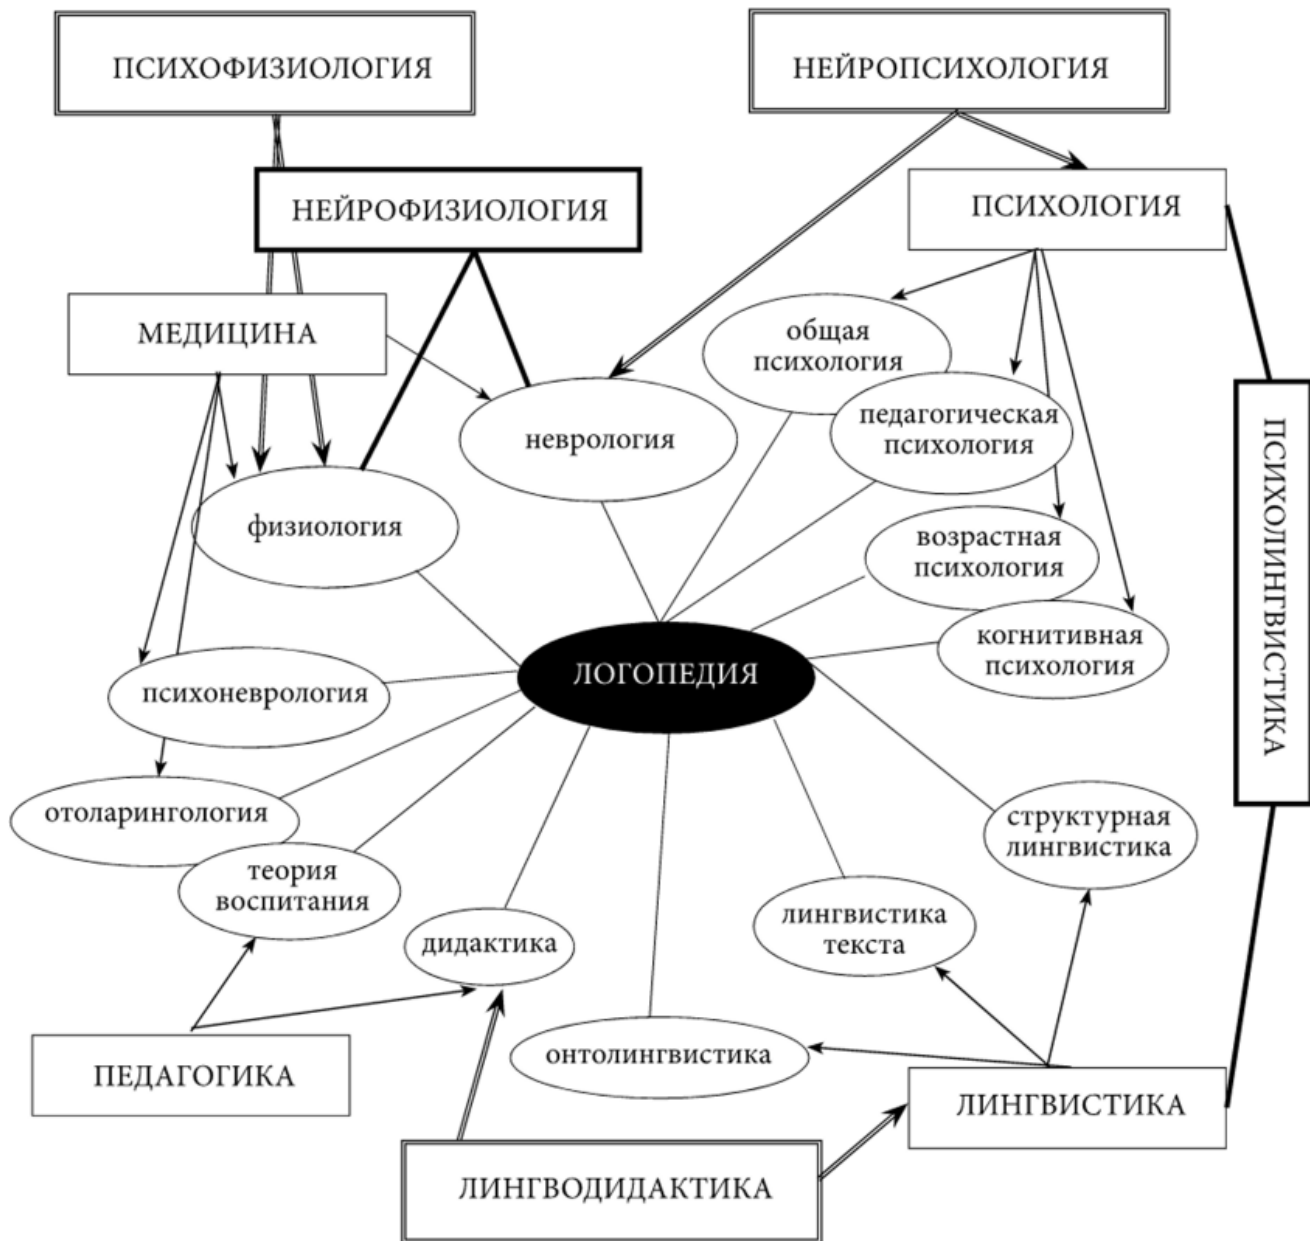 ПСИХОФИЗИОЛОГИЯ
НЕЙРОПСИХОЛОГИЯ
НЕЙРОФИЗИОЛОГИЯ
ПСИХОЛОГИЯ
МЕДИЦИНА
общая
психология
педагогическая
психология
неврология
ПСИХОЛИНГВИСТИКА
физиология
возрастная
психология
когнитивная
психология
ЛОГОПЕДИЯ
психоневрология
отоларингология
структурная
лингвистика
теория
воспитания
лингвистика
текста
дидактика
онтолингвистика
ПЕДАГОГИКА
ЛИНГВИСТИКА
ЛИНГВОДИДАКТИКА